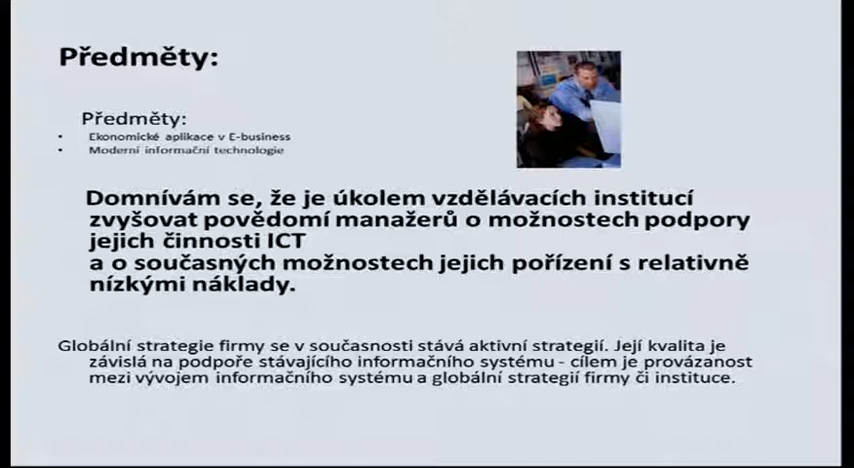 Předměty:
Předměty:
• Ekonomické aplikace v E-business
• Moderní informační technologie
Domnívám se, že je úkolem vzdělávacích institucí
zvyšovat povědomí manažerů o možnostech podpory
jejich činnosti ICT
a o současných možnostech jejich pořízení s relativně
nízkými náklady.
Globální strategie firmy se v současnosti stává aktivní strategií. Její kvalita je
závislá na podpoře stávajícího informačního systému - cílem je provázanost
mezi vývojem informačního systému a globální strategií firmy či instituce.